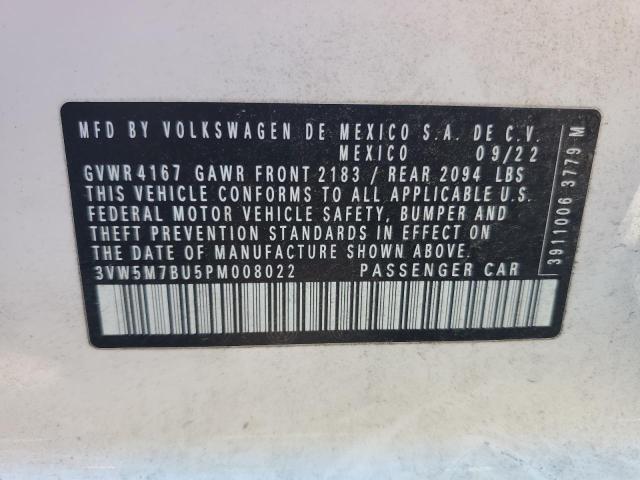 MFD BY VOLKSWAGEN DE MEXICO S.A. DE C.V.
MEXICO 09/22
GVWR 4167 GAWR FRONT 2183 / REAR 2094 LBS
THIS VEHICLE CONFORMS TO ALL APPLICABLE U.S.
FEDERAL MOTOR VEHICLE SAFETY, BUMPER AND
THEFT PREVENTION STANDARDS IN EFFECT ON
THE DATE OF MANUFACTURE SHOWN ABOVE.
3VW5M7BU5PM008022 PASSENGER CAR
3911006 3779 M